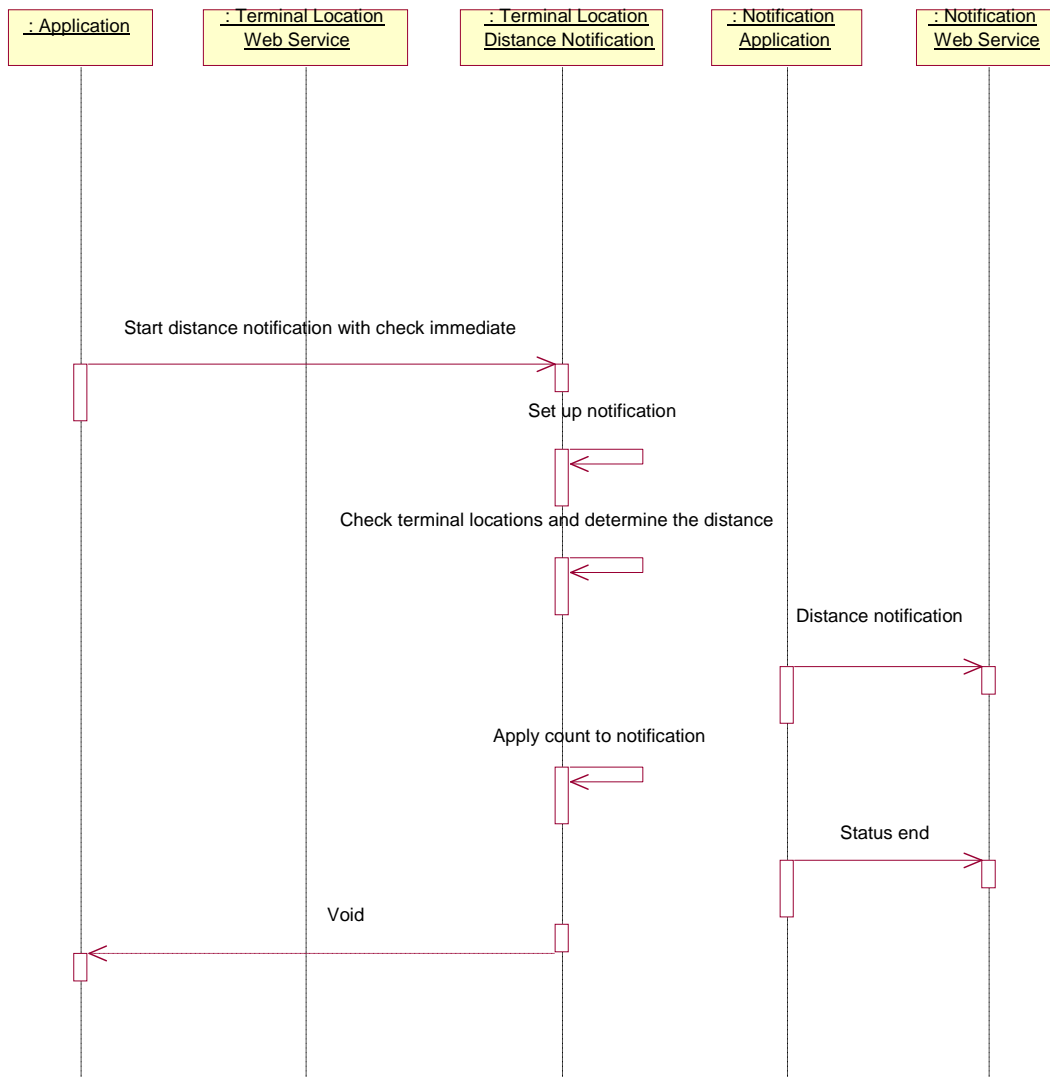 : Application
: Terminal Location
Web Service
: Terminal Location
Distance Notification
: Notification
Application
: Notification
Web Service
Start distance notification with check immediate
Set up notification
Check terminal locations and determine the distance
Distance notification
Apply count to notification
Status end
Void